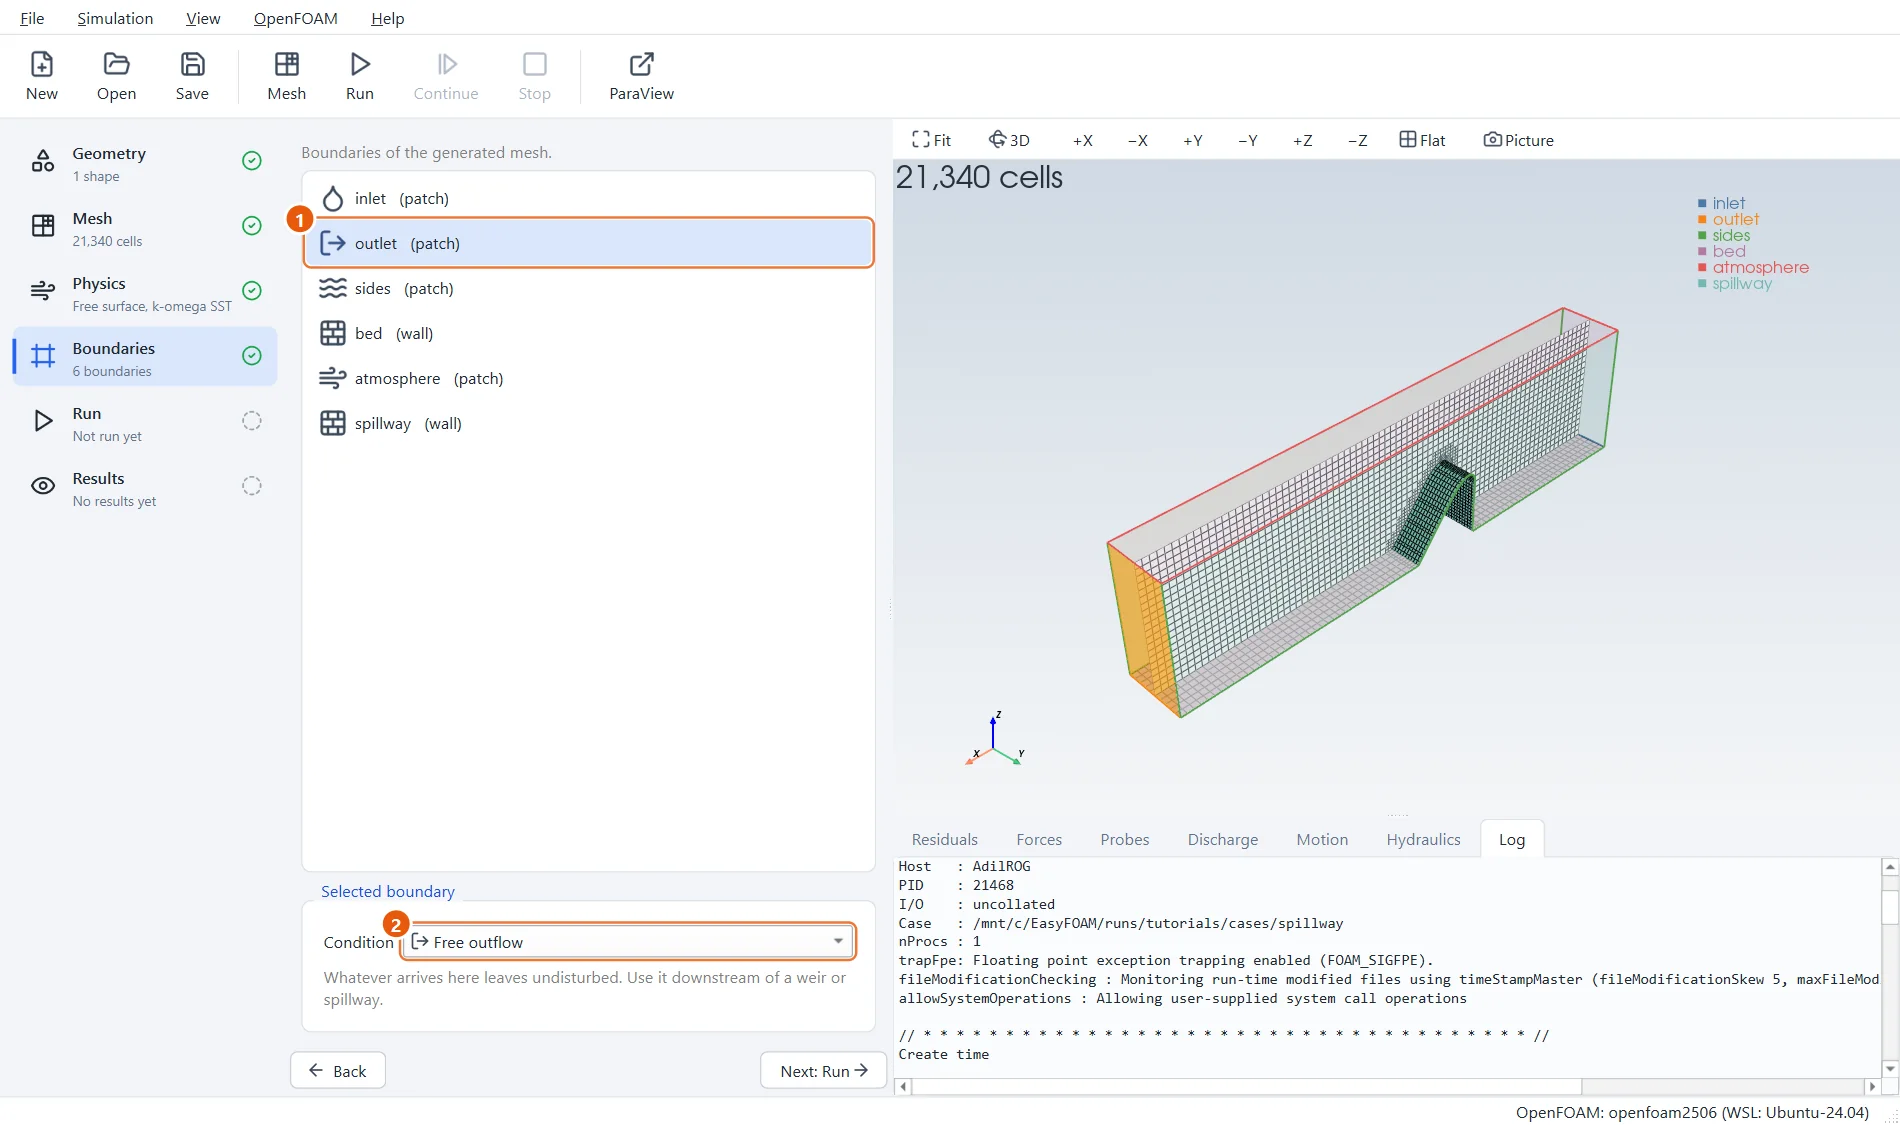 File Simulation View OpenFOAM Help
New Open Save Mesh Run Continue Stop ParaView
Geometry
1 shape
Mesh
21,340 cells
Physics
Free surface, k-omega SST
Boundaries
6 boundaries
Run
Not run yet
Results
No results yet
Boundaries of the generated mesh.
inlet (patch)
1
outlet (patch)
sides (patch)
bed (wall)
atmosphere (patch)
spillway (wall)
Selected boundary
2
Condition Free outflow
Whatever arrives here leaves undisturbed. Use it downstream of a weir or
spillway.
Back Next: Run
Fit 3D +X −X +Y −Y +Z −Z Flat Picture
21,340 cells
inlet
outlet
sides
bed
atmosphere
spillway
Z
X Y
Residuals Forces Probes Discharge Motion Hydraulics Log
Host : AdilROG
PID : 21468
I/O : uncollated
Case : /mnt/c/EasyFOAM/runs/tutorials/cases/spillway
nProcs : 1
trapFpe: Floating point exception trapping enabled (FOAM_SIGFPE).
fileModificationChecking : Monitoring run-time modified files using timeStampMaster (fileModificationSkew 5, maxFileMod
allowSystemOperations : Allowing user-supplied system call operations
// * * * * * * * * * * * * * * * * * * * * * * * * * * * * * * * * * * * * * //
Create time
OpenFOAM: openfoam2506 (WSL: Ubuntu-24.04)